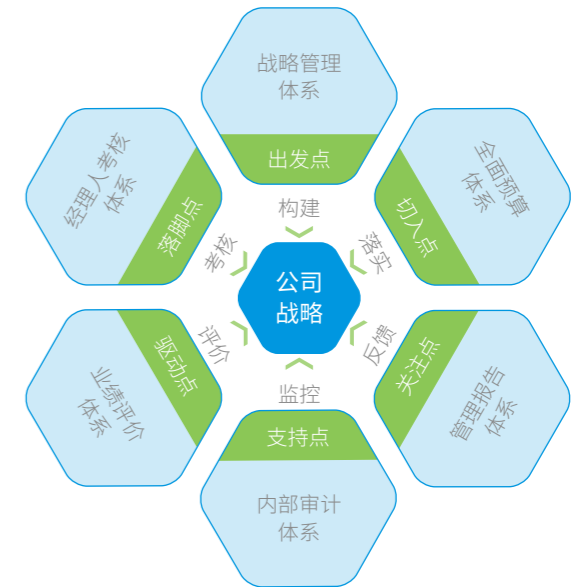 战略管理
体系
出发点
构建
全面预算
体系
切入点
落实
管理报告
体系
关注点
反馈
内部审计
体系
支持点
监控
业绩评价
体系
驱动点
评价
经理人考核
体系
落脚点
考核
公司
战略